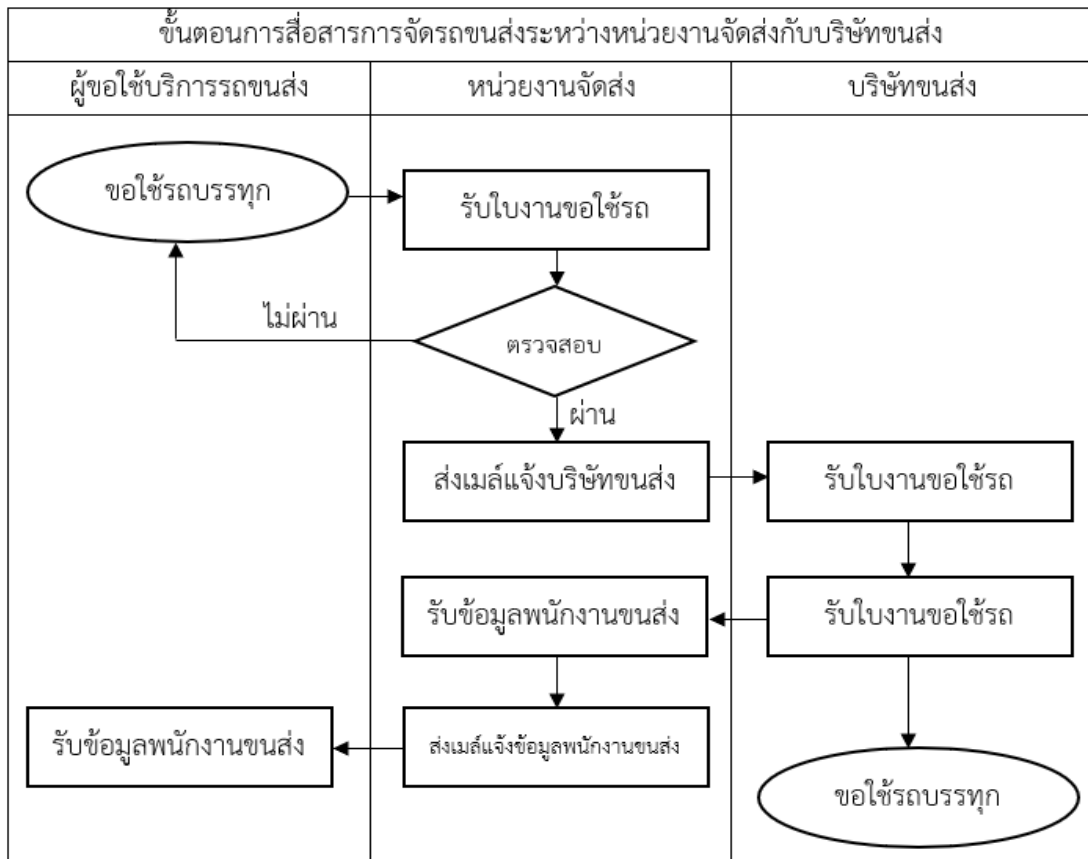 ขั้นตอนการสื่อสารการจัดรถขนส่งระหว่างหน่วยงานจัดส่งกับบริษัทขนส่ง
ผู้ขอใช้บริการรถขนส่ง
หน่วยงานจัดส่ง
บริษัทขนส่ง
ขอใช้รถบรรทุก
รับใบงานขอใช้รถ
ไม่ผ่าน
ตรวจสอบ
ผ่าน
ส่งเมล์แจ้งบริษัทขนส่ง
รับใบงานขอใช้รถ
รับข้อมูลพนักงานขนส่ง
รับใบงานขอใช้รถ
รับข้อมูลพนักงานขนส่ง
ส่งเมล์แจ้งข้อมูลพนักงานขนส่ง
ขอใช้รถบรรทุก